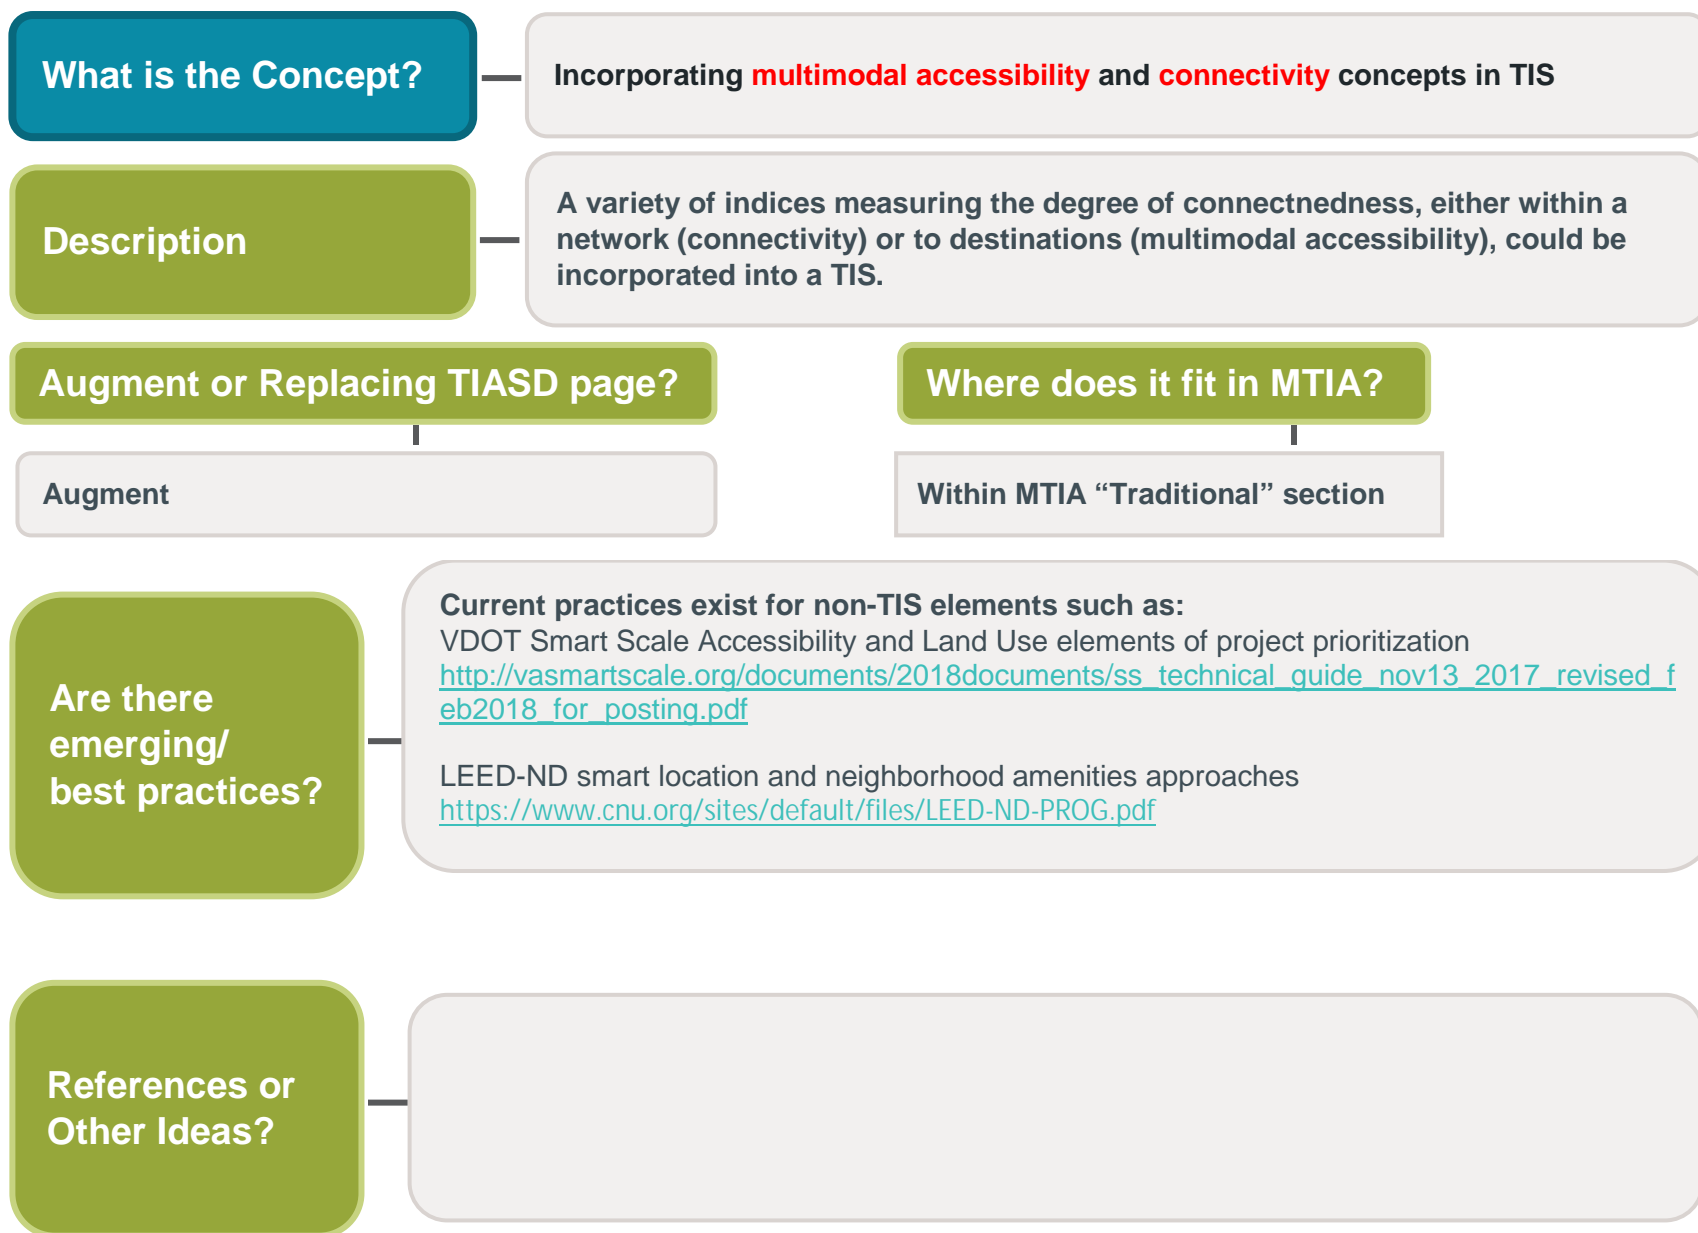 What is the Concept?
Incorporating multimodal accessibility and connectivity concepts in TIS
Description
A variety of indices measuring the degree of connectnedness, either within a
network (connectivity) or to destinations (multimodal accessibility), could be
incorporated into a TIS.
Augment or Replacing TIASD page?
Where does it fit in MTIA?
Augment
Within MTIA “Traditional” section
Are there
emerging/
best practices?
Current practices exist for non-TIS elements such as:
VDOT Smart Scale Accessibility and Land Use elements of project prioritization
http://vasmartscale.org/documents/2018documents/ss_technical_guide_nov13_2017_revised_f
eb2018_for_posting.pdf
LEED-ND smart location and neighborhood amenities approaches
https://www.cnu.org/sites/default/files/LEED-ND-PROG.pdf
References or
Other Ideas?